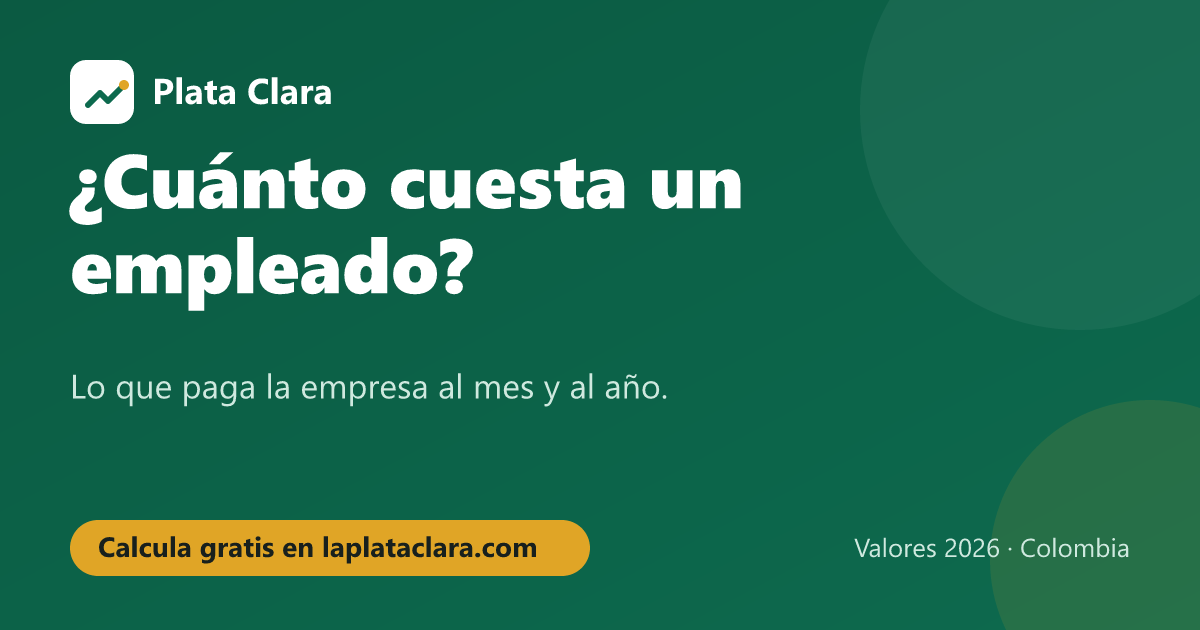 Plata Clara
¿Cuánto cuesta un
empleado?
Lo que paga la empresa al mes y al año.
Calcula gratis en laplataclara.com
Valores 2026 · Colombia